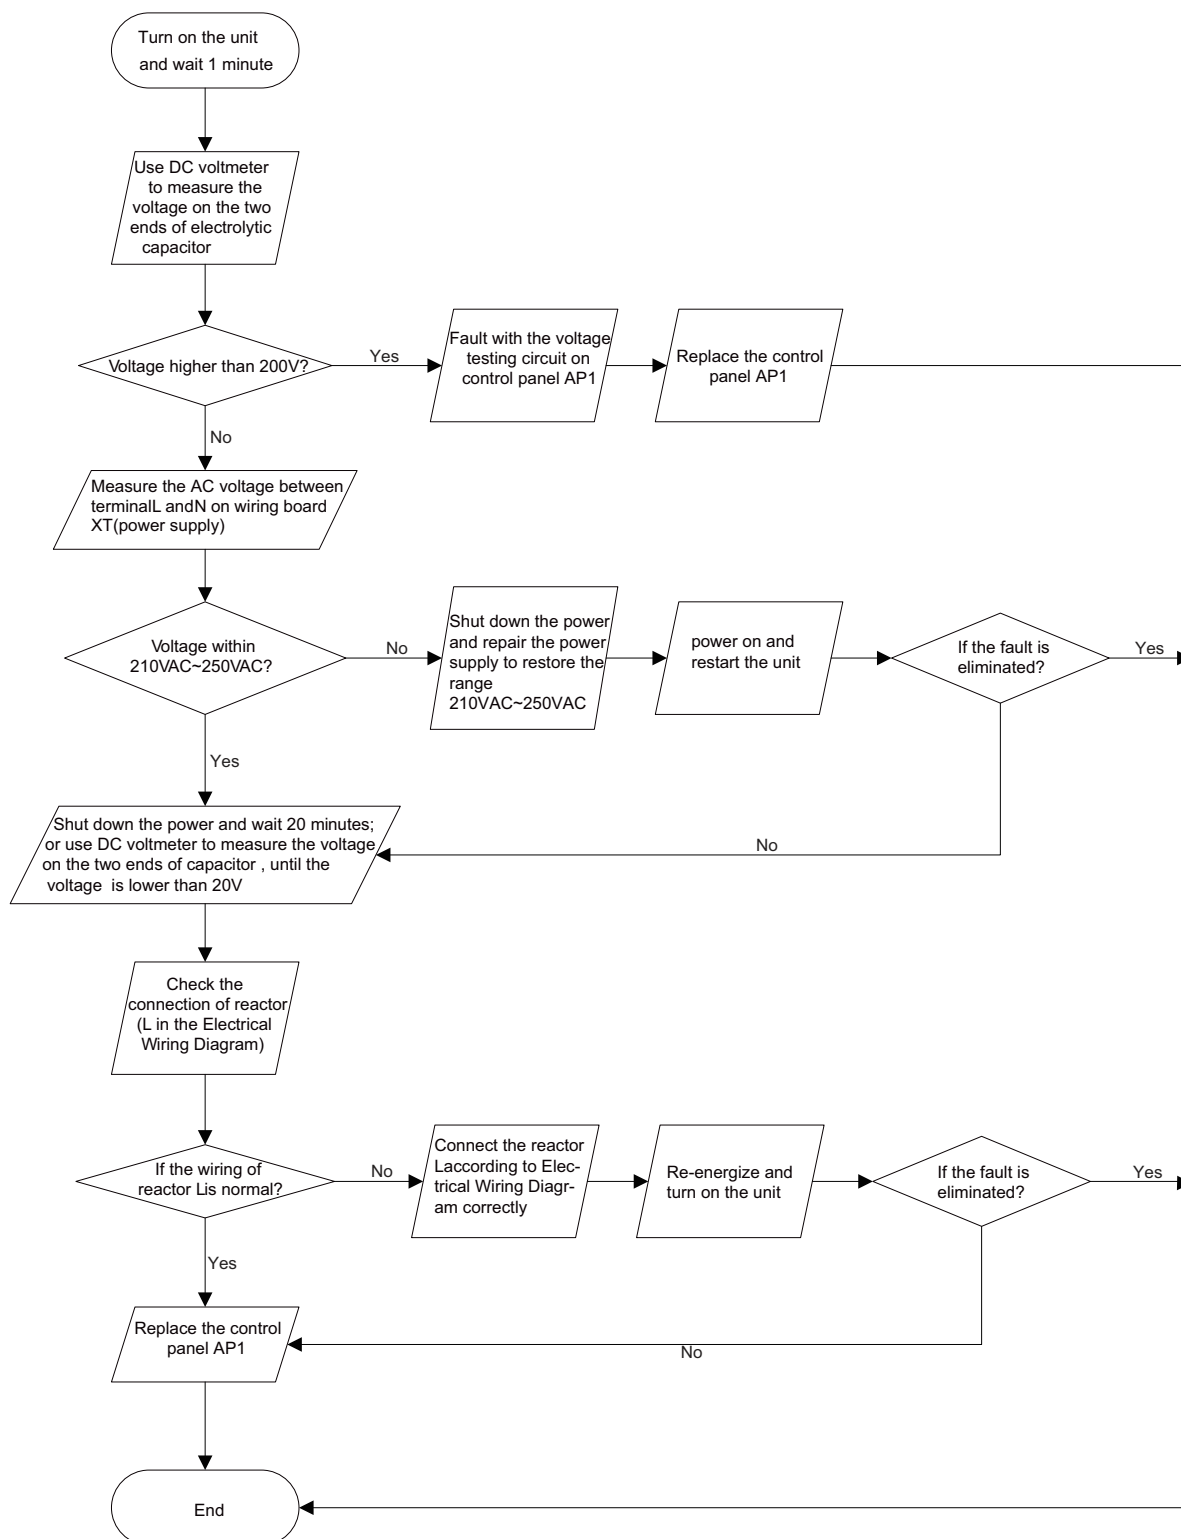 Turn on the unit
and wait 1 minute
Use DC voltmeter
to measure the
voltage on the two
ends of electrolytic
capacitor
Voltage higher than 200V?
Yes
Fault with the voltage
testing circuit on
control panel AP1
Replace the control
panel AP1
No
Measure the AC voltage between
terminalL andN on wiring board
XT(power supply)
Voltage within
210VAC~250VAC?
No
Shut down the power
and repair the power
supply to restore the
range
210VAC~250VAC
power on and
restart the unit
If the fault is
eliminated?
Yes
Yes
No
Shut down the power and wait 20 minutes;
or use DC voltmeter to measure the voltage
on the two ends of capacitor , until the
voltage is lower than 20V
Check the
connection of reactor
(L in the Electrical
Wiring Diagram)
If the wiring of
reactor Lis normal?
No
Connect the reactor
Laccording to Elec-
trical Wiring Diagr-
am correctly
Re-energize and
turn on the unit
If the fault is
eliminated?
Yes
Yes
No
Replace the control
panel AP1
End